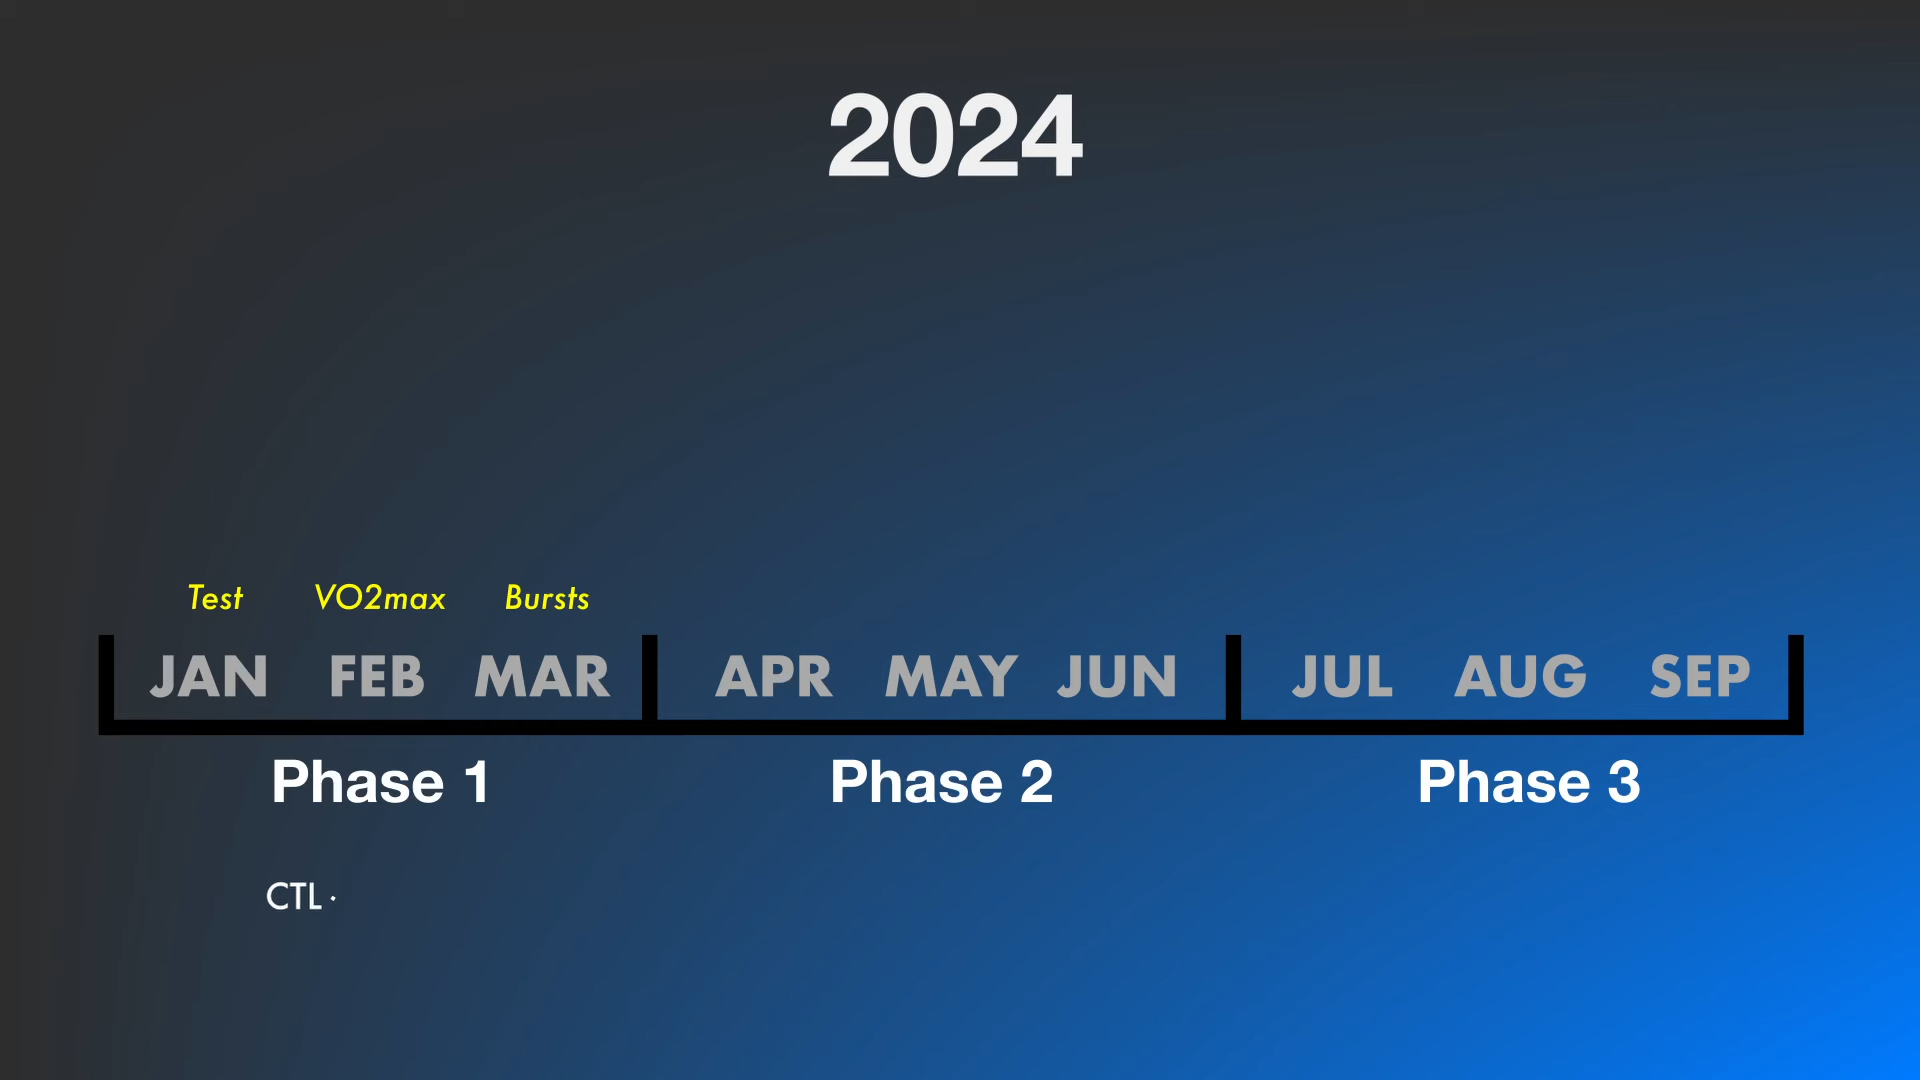 2024
Test VO2max Bursts
JAN FEB MAR APR MAY JUN JUL AUG SEP
Phase 1 Phase 2 Phase 3
CTL ·